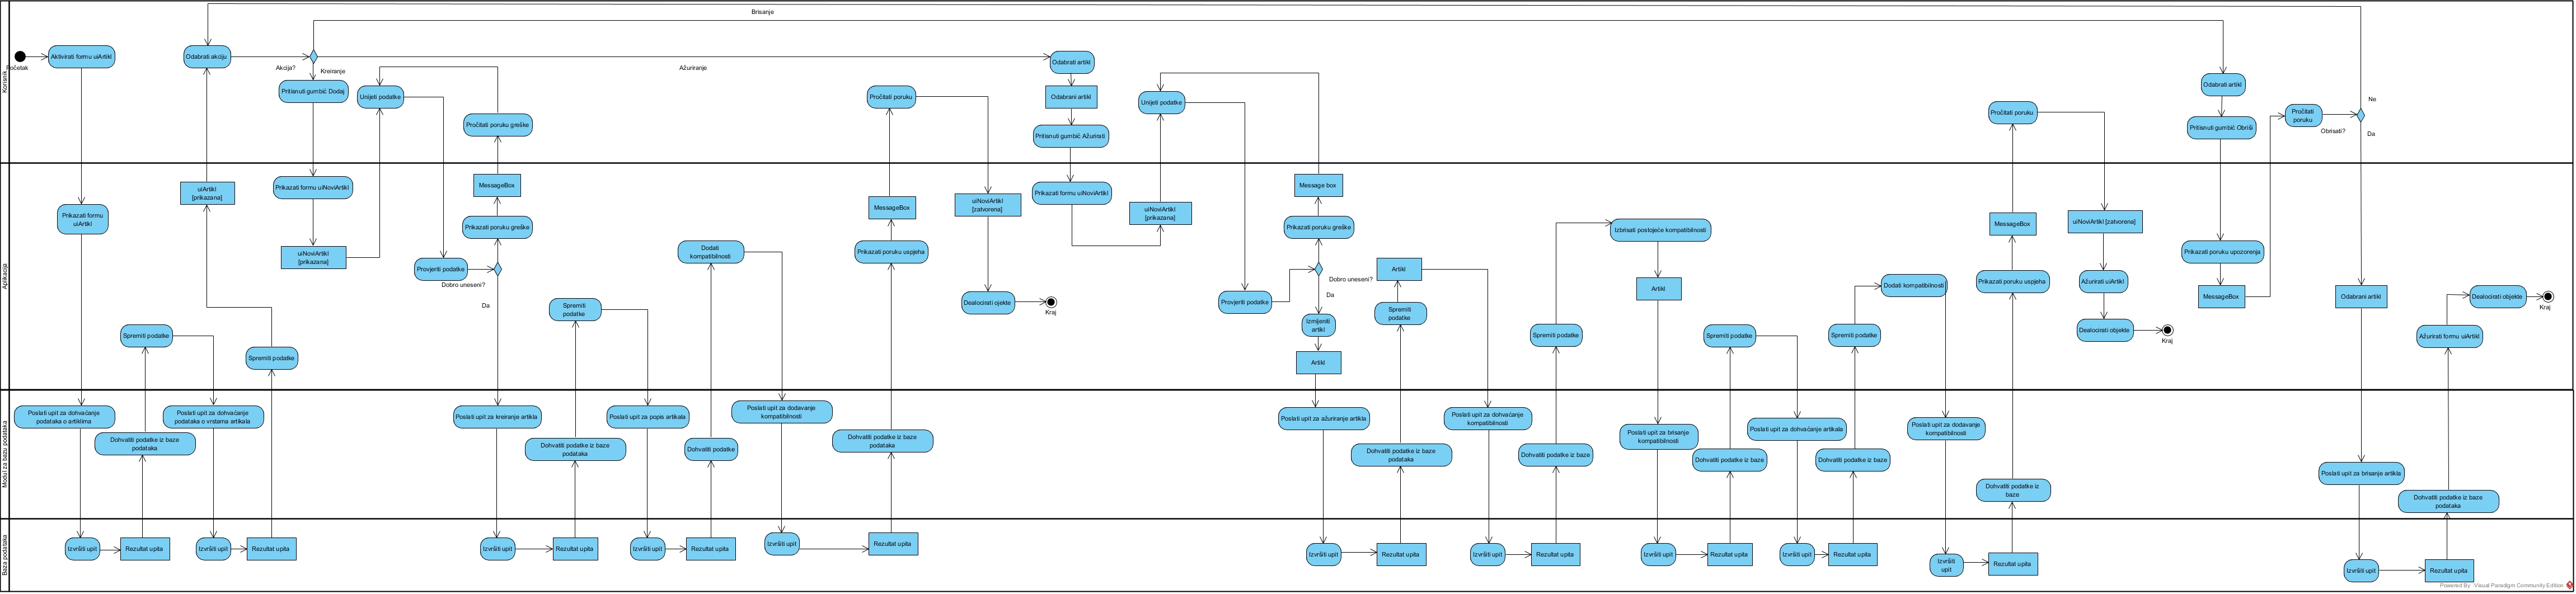 Brisanje
Korisnik
Početak
Aktivirati formu uiArtikl
Odabrati akciju
Akcija?
Kreiranje
Pritisnuti gumbić Dodaj
Unijeti podatke
Pročitati poruku greške
Ažuriranje
Pročitati poruku
Odabrati artikl
Odabrani artikl
Pritisnuti gumbić Ažurirati
Unijeti podatke
Pročitati poruku
Odabrati artikl
Pritisnuti gumbić Obriši
Pročitati
poruku
Obrisati?
Ne
Da
Aplikacija
Prikazati formu
uiArtikl
uiArtikl
[prikazana]
Prikazati formu uiNoviArtikl
uiNoviArtikl
[prikazana]
Provjeriti podatke
Dobro uneseni?
Da
MessageBox
Prikazati poruku greške
Spremiti podatke
Spremiti podatke
Spremiti
podatke
Dodati
kompatibilnosti
MessageBox
Prikazati poruku uspjeha
uiNoviArtikl
[zatvorena]
Dealocirati ojekte
Kraj
Prikazati formu uiNoviArtikl
uiNoviArtikl
[prikazana]
Provjeriti podatke
Message box
Prikazati poruku greške
Dobro uneseni?
Da
Izmijeniti
artikl
Artikl
Artikl
Spremiti
podatke
Spremiti podatke
Izbrisati postojeće kompatibilnosti
Artikl
Spremiti podatke
Spremiti podatke
Dodati kompatibilnosti
MessageBox
Prikazati poruku uspjeha
uiNoviArtikl [zatvorena]
Ažurirati uiArtikl
Dealocirati objekte
Kraj
Prikazati poruku upozorenja
MessageBox
Odabrani artikl
Ažurirati formu uiArtikl
Dealocirati objekte
Kraj
Modul za bazu podataka
Poslati upit za dohvaćanje
podataka o artiklima
Dohvatiti podatke iz baze
podataka
Poslati upit za dohvaćanje
podataka o vrstama artikala
Poslati upit za kreiranje artikla
Dohvatiti podatke iz baze
podataka
Poslati upit za popis artikala
Dohvatiti podatke
Poslati upit za dodavanje
kompatibilnosti
Dohvatiti podatke iz baze
podataka
Poslati upit za ažuriranje artikla
Dohvatiti podatke iz baze
podataka
Poslati upit za dohvaćanje
kompatibilnosti
Dohvatiti podatke iz baze
Poslati upit za brisanje
kompatibilnosti
Dohvatiti podatke iz baze
Poslati upit za dohvaćanje artikala
Dohvatiti podatke iz baze
Poslati upit za dodavanje
kompatibilnosti
Dohvatiti podatke iz
baze
Poslati upit za brisanje artikla
Dohvatiti podatke iz baze
podataka
Baza podataka
Izvršiti upit
Rezultat upita
Izvršiti upit
Rezultat upita
Izvršiti upit
Rezultat upita
Izvršiti upit
Rezultat upita
Izvršiti upit
Rezultat upita
Izvršiti upit
Rezultat upita
Izvršiti upit
Rezultat upita
Izvršiti upit
Rezultat upita
Izvršiti upit
Rezultat upita
Izvršiti
upit
Rezultat upita
Izvršiti upit
Rezultat upita
Powered By Visual Paradigm Community Edition